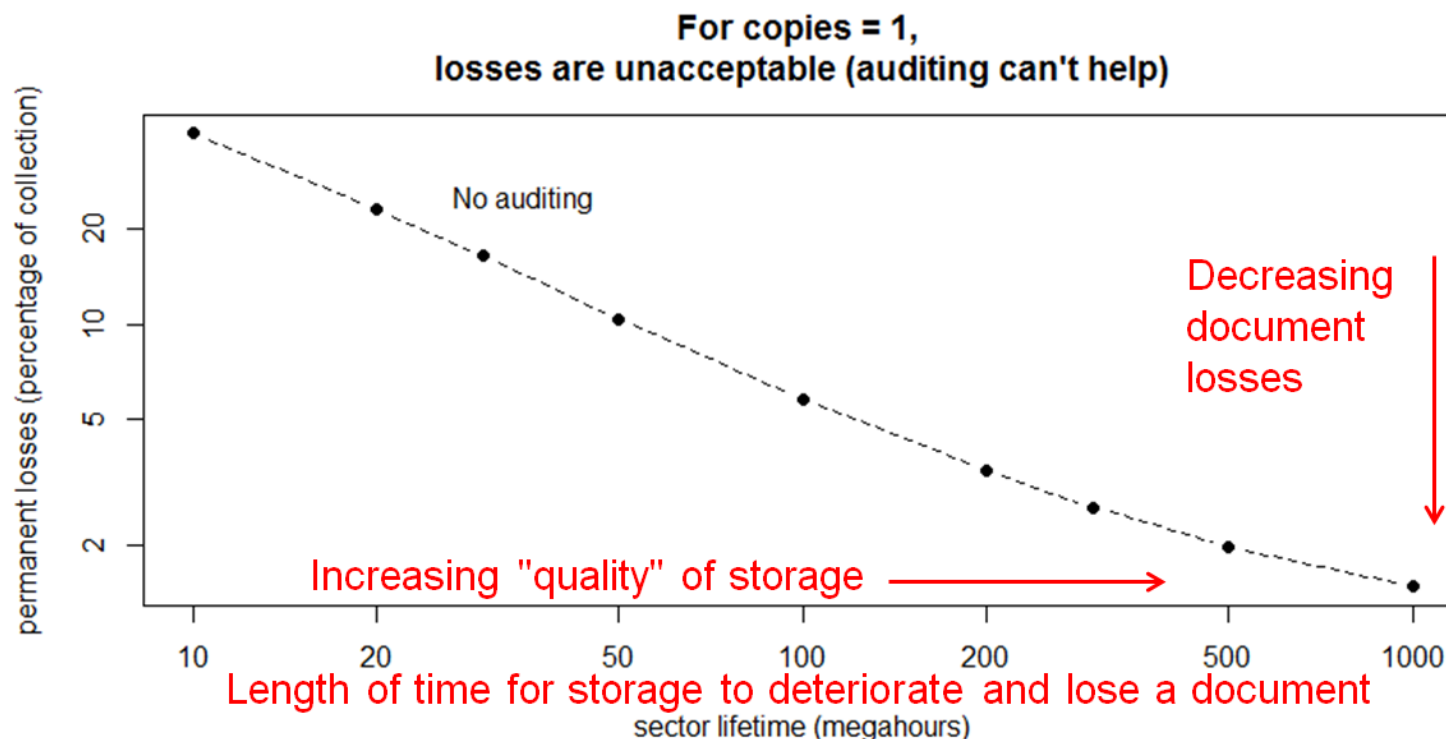 For copies = 1,
losses are unacceptable (auditing can't help)
permanent losses (percentage of collection)
20
10
5
2
No auditing
Decreasing
document
losses
Increasing "quality" of storage
10 20 50 100 200 500 1000
Length of time for storage to deteriorate and lose a document
sector lifetime (megahours)